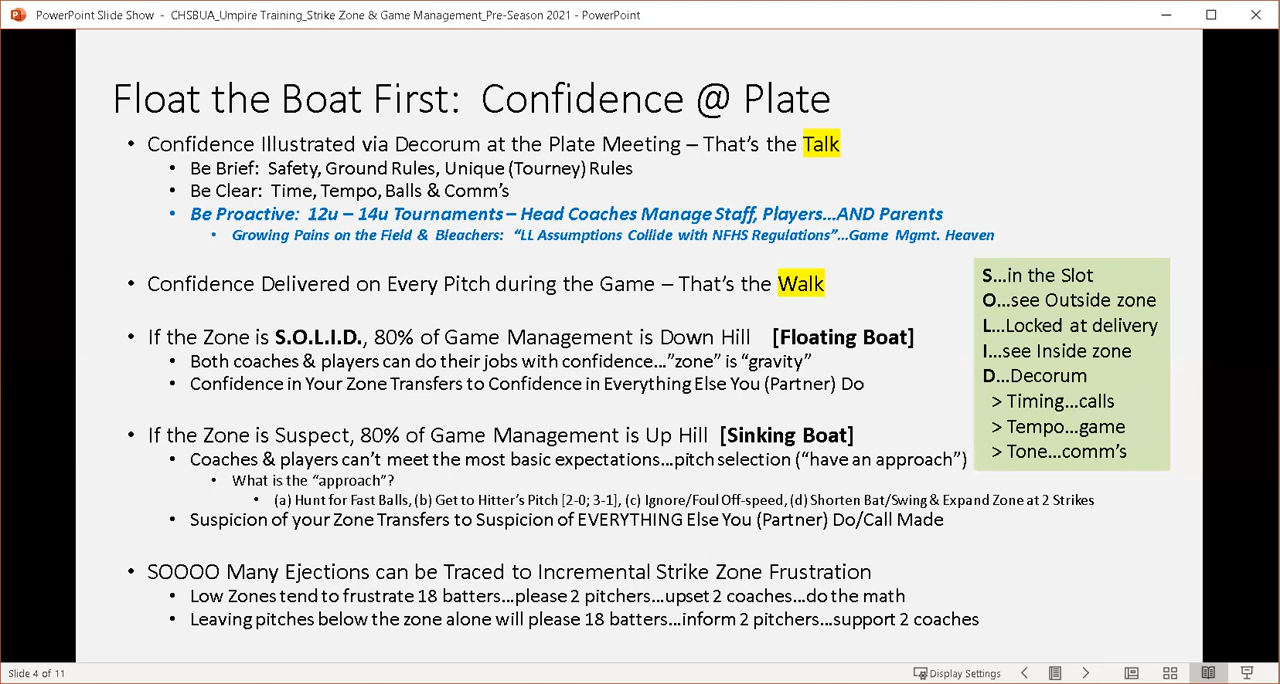 PowerPoint Slide Show - CHSBUA_Umpire Training_Strike Zone & Game Management_Pre-Season 2021 - PowerPoint
Float the Boat First: Confidence @ Plate
• Confidence Illustrated via Decorum at the Plate Meeting – That's the Talk
• Be Brief: Safety, Ground Rules, Unique (Tourney) Rules
• Be Clear: Time, Tempo, Balls & Comm's
• Be Proactive: 12u – 14u Tournaments – Head Coaches Manage Staff, Players...AND Parents
• Growing Pains on the Field & Bleachers: "LL Assumptions Collide with NFHS Regulations"...Game Mgmt. Heaven
• Confidence Delivered on Every Pitch during the Game – That's the Walk
• If the Zone is S.O.L.I.D., 80% of Game Management is Down Hill [Floating Boat]
• Both coaches & players can do their jobs with confidence..."zone" is "gravity"
• Confidence in Your Zone Transfers to Confidence in Everything Else You (Partner) Do
• If the Zone is Suspect, 80% of Game Management is Up Hill [Sinking Boat]
• Coaches & players can't meet the most basic expectations...pitch selection ("have an approach")
• What is the "approach"?
• (a) Hunt for Fast Balls, (b) Get to Hitter's Pitch [2-0; 3-1], (c) Ignore/Foul Off-speed, (d) Shorten Bat/Swing & Expand Zone at 2 Strikes
• Suspicion of your Zone Transfers to Suspicion of EVERYTHING Else You (Partner) Do/Call Made
• SOOOO Many Ejections can be Traced to Incremental Strike Zone Frustration
• Low Zones tend to frustrate 18 batters...please 2 pitchers...upset 2 coaches...do the math
• Leaving pitches below the zone alone will please 18 batters...inform 2 pitchers...support 2 coaches
S...in the Slot
O...see Outside zone
L...Locked at delivery
I...see Inside zone
D...Decorum
> Timing...calls
> Tempo...game
> Tone...comm's
Slide 4 of 11
Display Settings